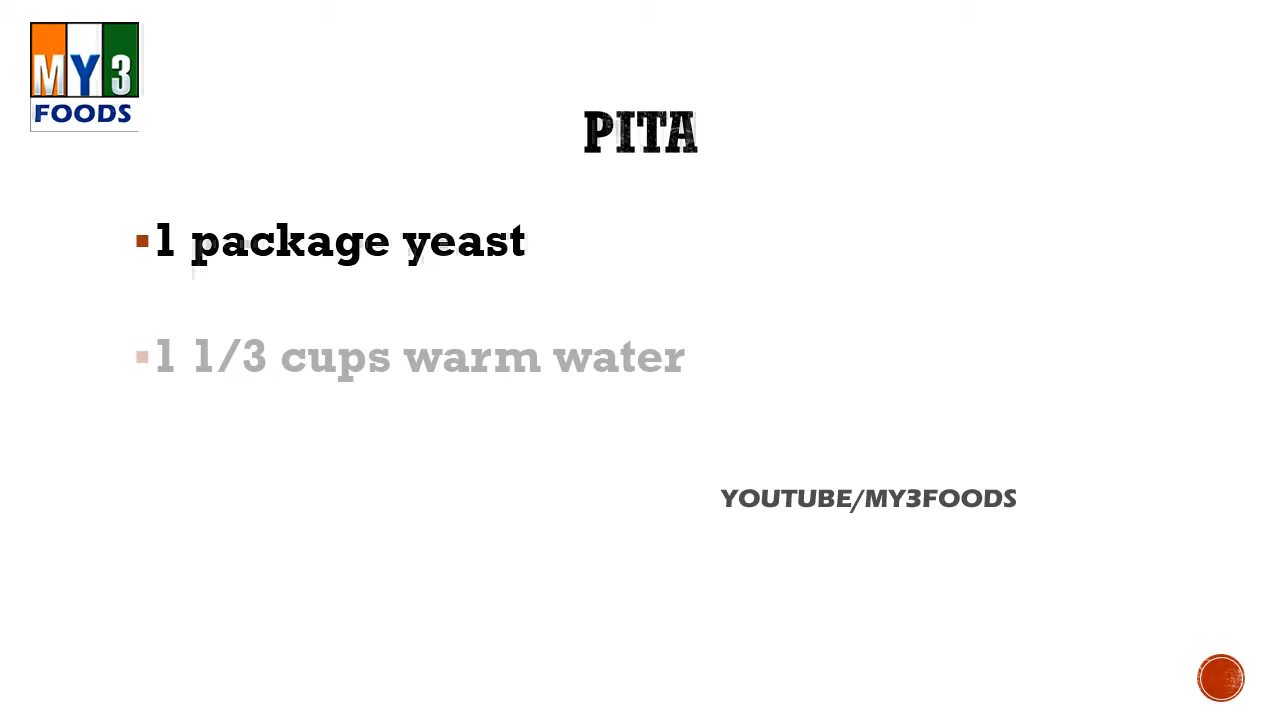 MY3
FOODS
PITA
1 package yeast
1 1/3 cups warm water
YOUTUBE/MY3FOODS